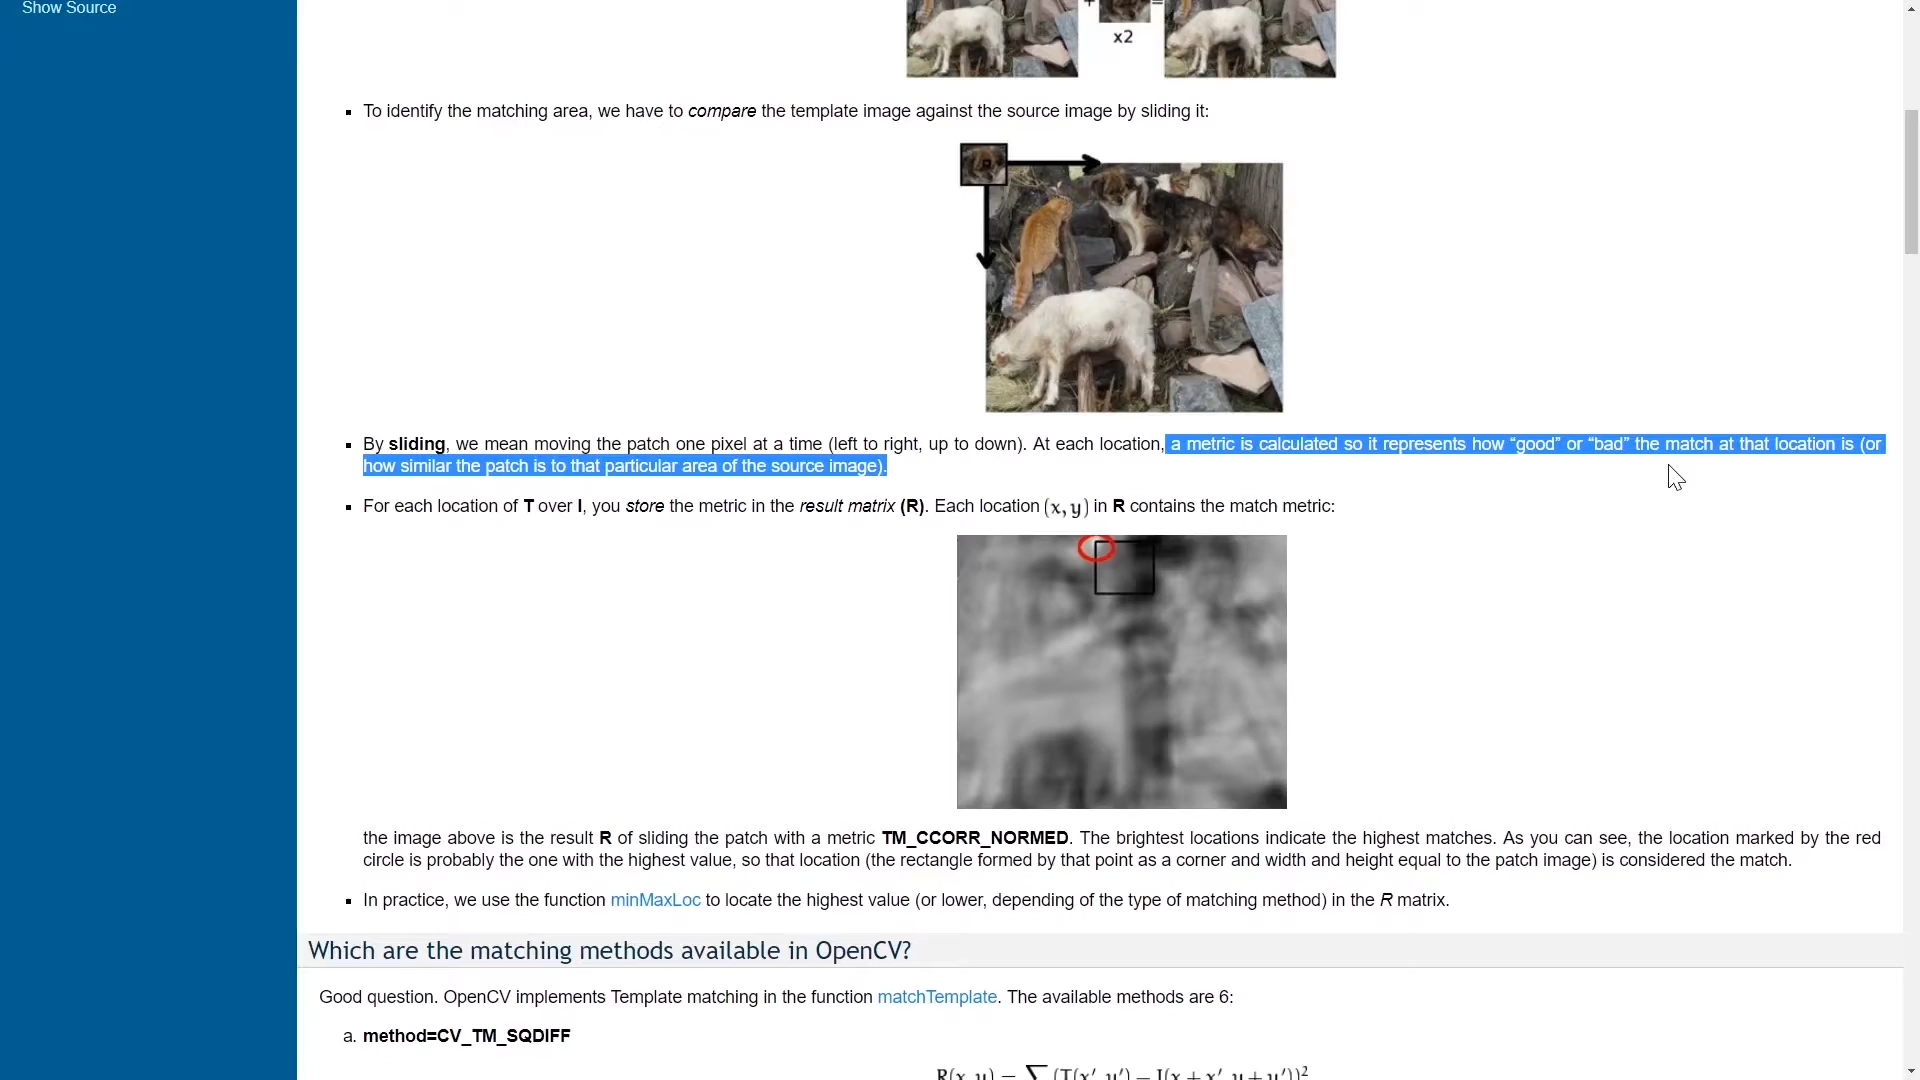 Show Source
+
=
x2
To identify the matching area, we have to compare the template image against the source image by sliding it:
By sliding, we mean moving the patch one pixel at a time (left to right, up to down). At each location, a metric is calculated so it represents how “good” or “bad” the match at that location is (or
how similar the patch is to that particular area of the source image).
For each location of T over I, you store the metric in the result matrix (R). Each location (x, y) in R contains the match metric:
the image above is the result R of sliding the patch with a metric TM_CCORR_NORMED. The brightest locations indicate the highest matches. As you can see, the location marked by the red
circle is probably the one with the highest value, so that location (the rectangle formed by that point as a corner and width and height equal to the patch image) is considered the match.
In practice, we use the function minMaxLoc to locate the highest value (or lower, depending of the type of matching method) in the R matrix.
Which are the matching methods available in OpenCV?
Good question. OpenCV implements Template matching in the function matchTemplate. The available methods are 6:
a. method=CV_TM_SQDIFF
R(x, y) = ∑ (T(x′, y′) − I(x + x′, y + y′))²